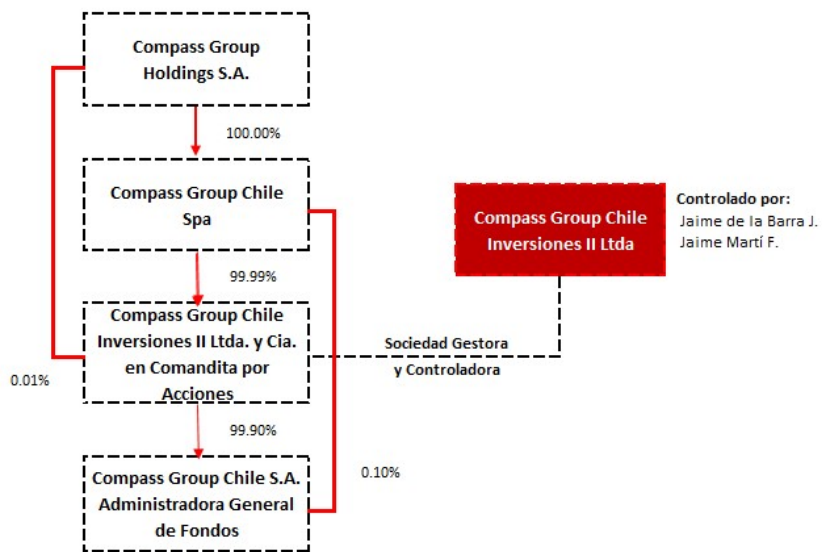 Compass Group
Holdings S.A.
100.00%
Compass Group Chile
Spa
Compass Group Chile
Inversiones II Ltda
Controlado por:
Jaime de la Barra J.
Jaime Martí F.
99.99%
Compass Group Chile
Inversiones II Ltda. y Cia.
en Comandita por
Acciones
Sociedad Gestora
y Controladora
0.01%
99.90%
Compass Group Chile S.A.
Administradora General
de Fondos
0.10%